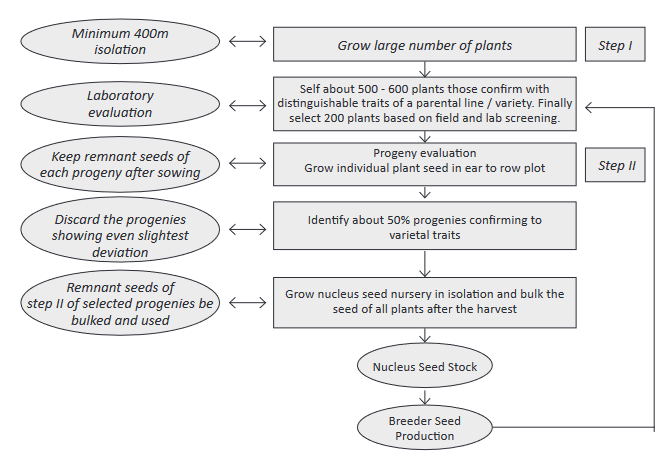 Minimum 400m
isolation
Grow large number of plants
Step I
Laboratory
evaluation
Self about 500 - 600 plants those confirm with
distinguishable traits of a parental line / variety. Finally
select 200 plants based on field and lab screening.
Keep remnant seeds of
each progeny after sowing
Progeny evaluation
Grow individual plant seed in ear to row plot
Step II
Discard the progenies
showing even slightest
deviation
Identify about 50% progenies confirming to
varietal traits
Remnant seeds of
step II of selected progenies be
bulked and used
Grow nucleus seed nursery in isolation and bulk the
seed of all plants after the harvest
Nucleus Seed Stock
Breeder Seed
Production